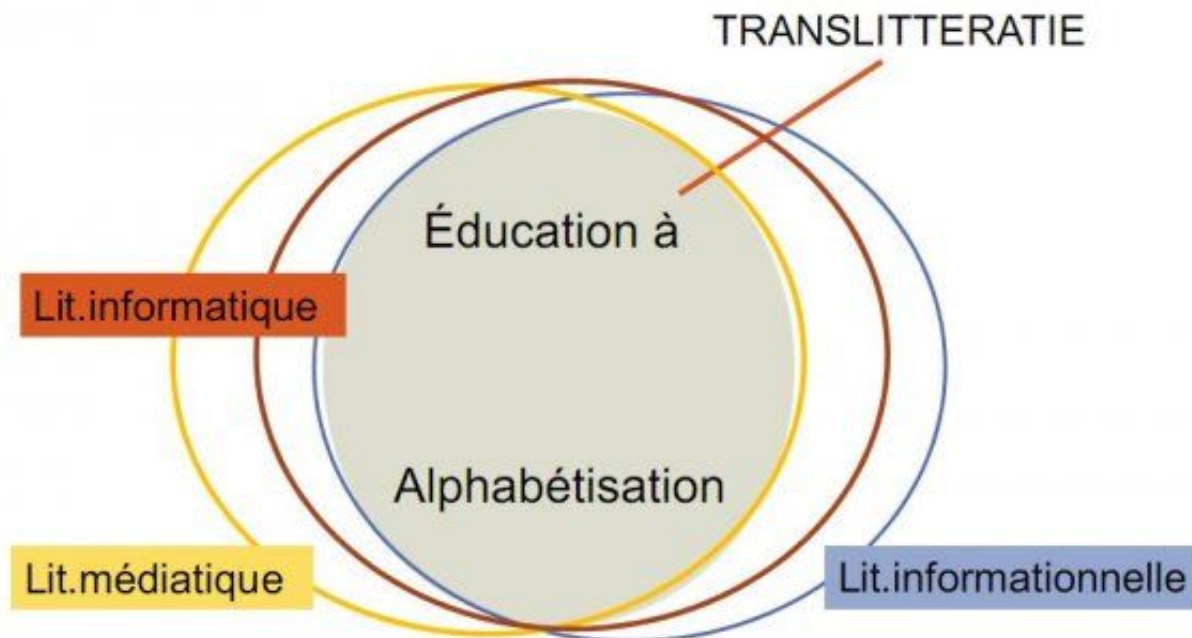 TRANSLITTERATIE
Éducation à
Lit.informatique
Alphabétisation
Lit.médiatique
Lit.informationnelle